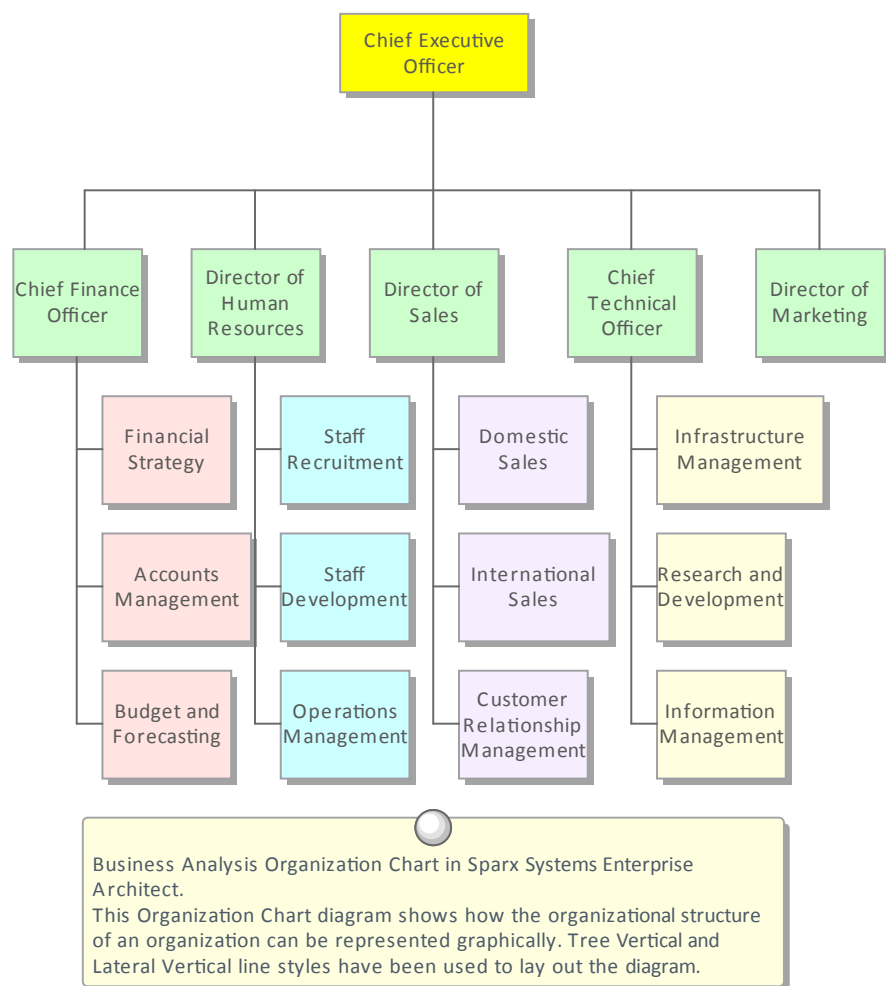 Chief Executive
Officer
Chief Finance
Officer
Director of
Human
Resources
Director of
Sales
Chief
Technical
Officer
Director of
Marketing
Financial
Strategy
Staff
Recruitment
Domestic
Sales
Infrastructure
Management
Accounts
Management
Staff
Development
International
Sales
Research and
Development
Budget and
Forecasting
Operations
Management
Customer
Relationship
Management
Information
Management
Business Analysis Organization Chart in Sparx Systems Enterprise
Architect.
This Organization Chart diagram shows how the organizational structure
of an organization can be represented graphically. Tree Vertical and
Lateral Vertical line styles have been used to lay out the diagram.